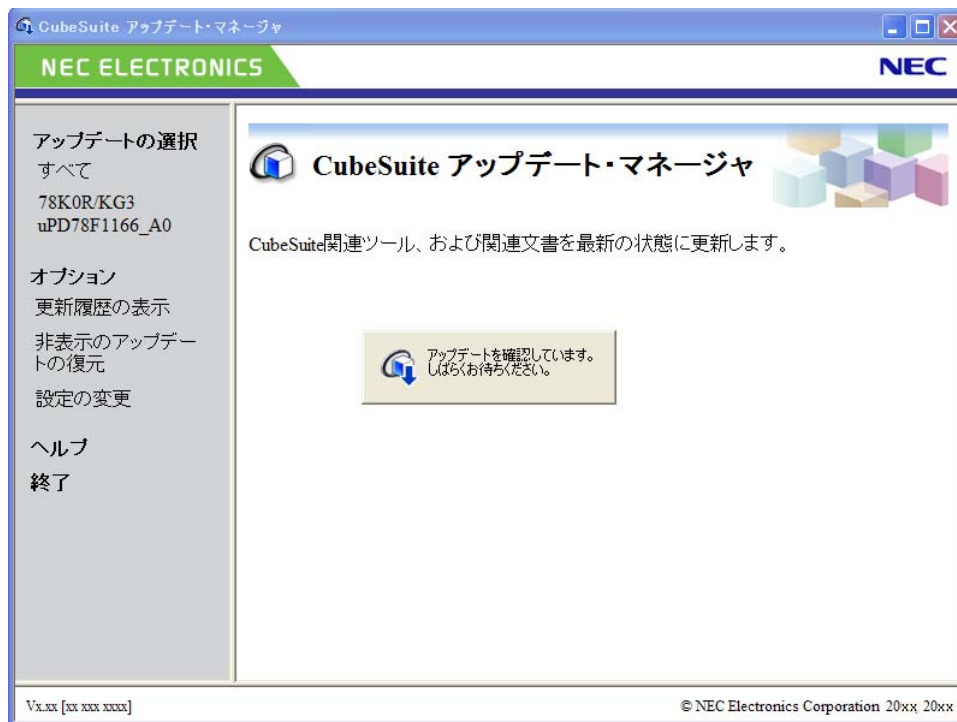 CubeSuite アップデート・マネージャ
NEC ELECTRONICS
NEC
アップデートの選択
すべて
78K0R/KG3
uPD78F1166_A0
オプション
更新履歴の表示
非表示のアップデー
トの復元
設定の変更
ヘルプ
終了
CubeSuite アップデート・マネージャ
CubeSuite関連ツール、および関連文書を最新の状態に更新します。
アップデートを確認しています。
しばらくお待ちください。
Vx.xx [xx xxx xxxx]
© NEC Electronics Corporation 20xx, 20xx